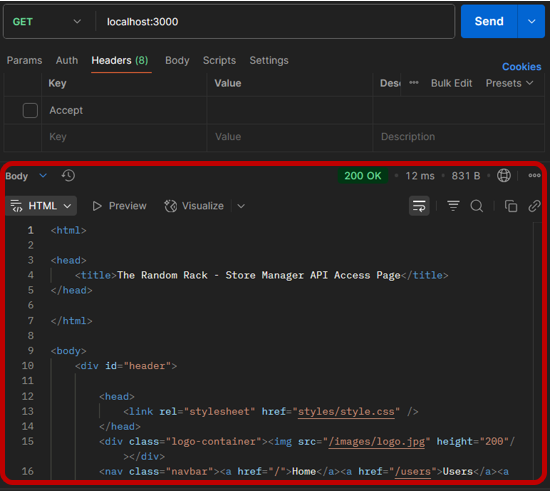 GET localhost:3000 Send
Params Auth Headers (8) Body Scripts Settings Cookies
Key Value Bulk Edit Presets
Accept
Key Value Description
Body 200 OK • 12 ms • 831 B
HTML Preview Visualize
1 <html>
2
3 <head>
4 <title>The Random Rack - Store Manager API Access Page</title>
5 </head>
6
7 </html>
8
9 <body>
10 <div id="header">
11
12 <head>
13 <link rel="stylesheet" href="styles/style.css" />
14 </head>
15 <div class="logo-container"><img src="/images/logo.jpg" height="200"/
></div>
16 <nav class="navbar"><a href="/">Home</a><a href="/users">Users</a><a